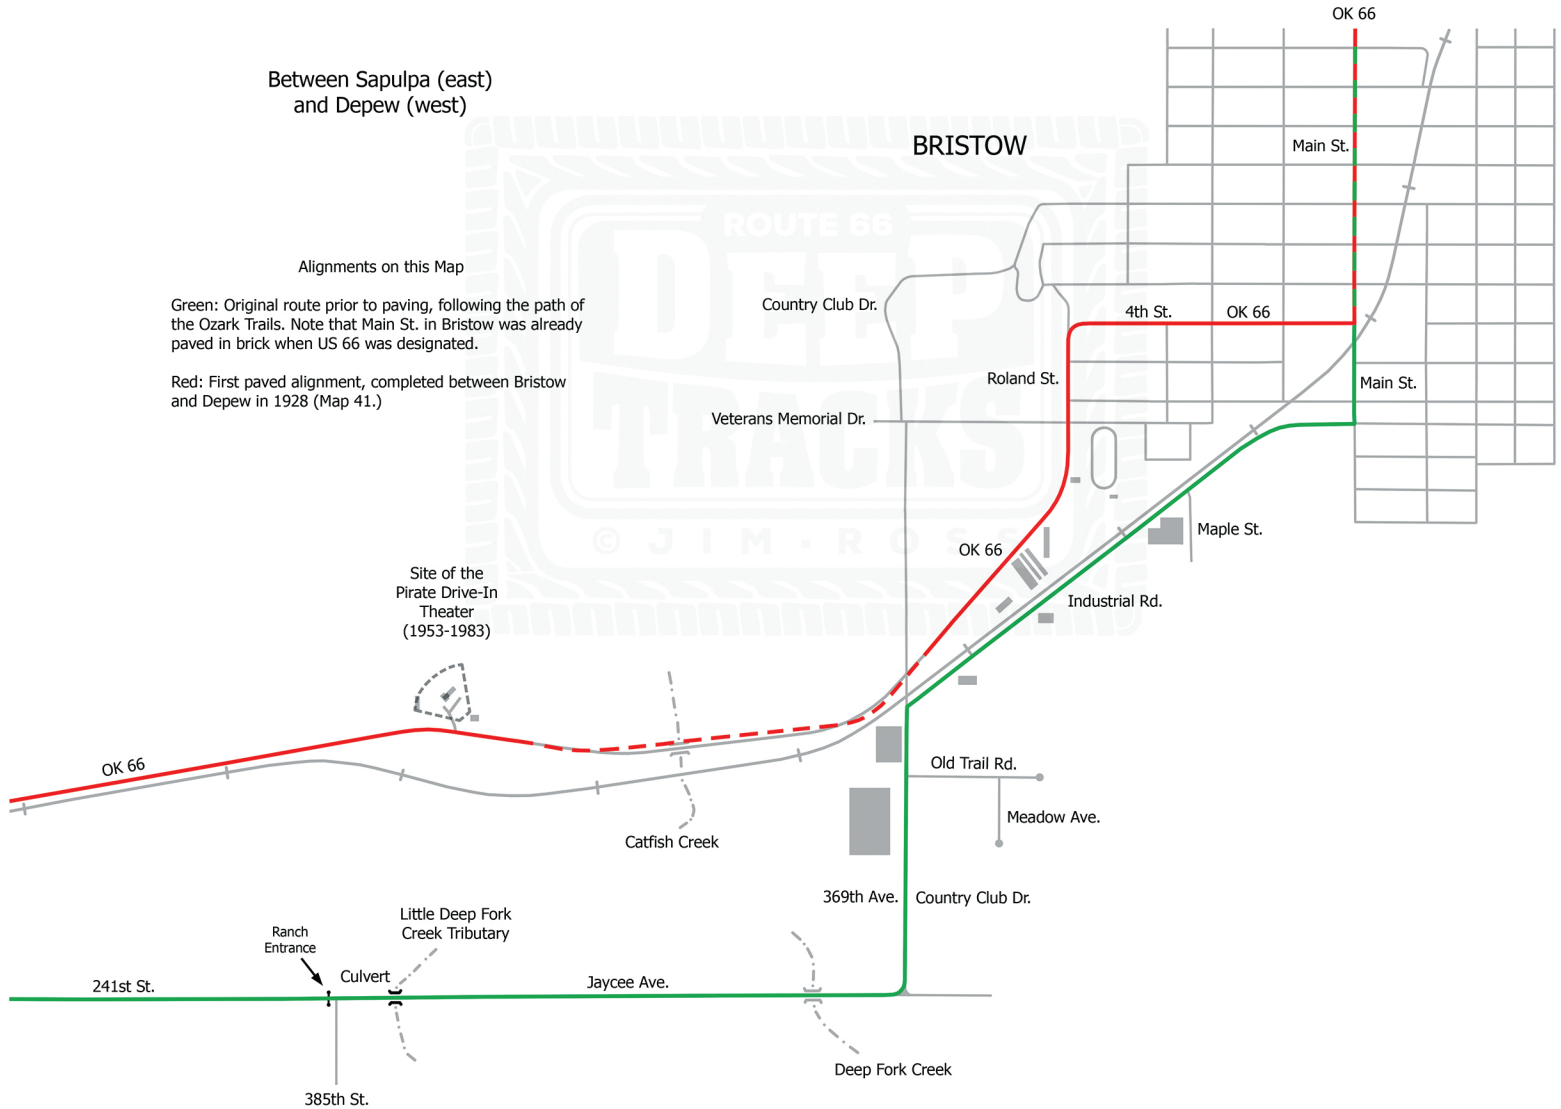 OK 66
Between Sapulpa (east)
and Depew (west)
BRISTOW
Main St.
ROUTE 66
DEEP
TRACKS
© JIM · ROSS
Alignments on this Map
Green: Original route prior to paving, following the path of
the Ozark Trails. Note that Main St. in Bristow was already
paved in brick when US 66 was designated.
Red: First paved alignment, completed between Bristow
and Depew in 1928 (Map 41.)
Country Club Dr.
4th St.
OK 66
Roland St.
Main St.
Veterans Memorial Dr.
Maple St.
OK 66
Site of the
Pirate Drive-In
Theater
(1953-1983)
Industrial Rd.
OK 66
Old Trail Rd.
Meadow Ave.
Catfish Creek
369th Ave.
Country Club Dr.
Little Deep Fork
Creek Tributary
Ranch
Entrance
Culvert
241st St.
Jaycee Ave.
Deep Fork Creek
385th St.